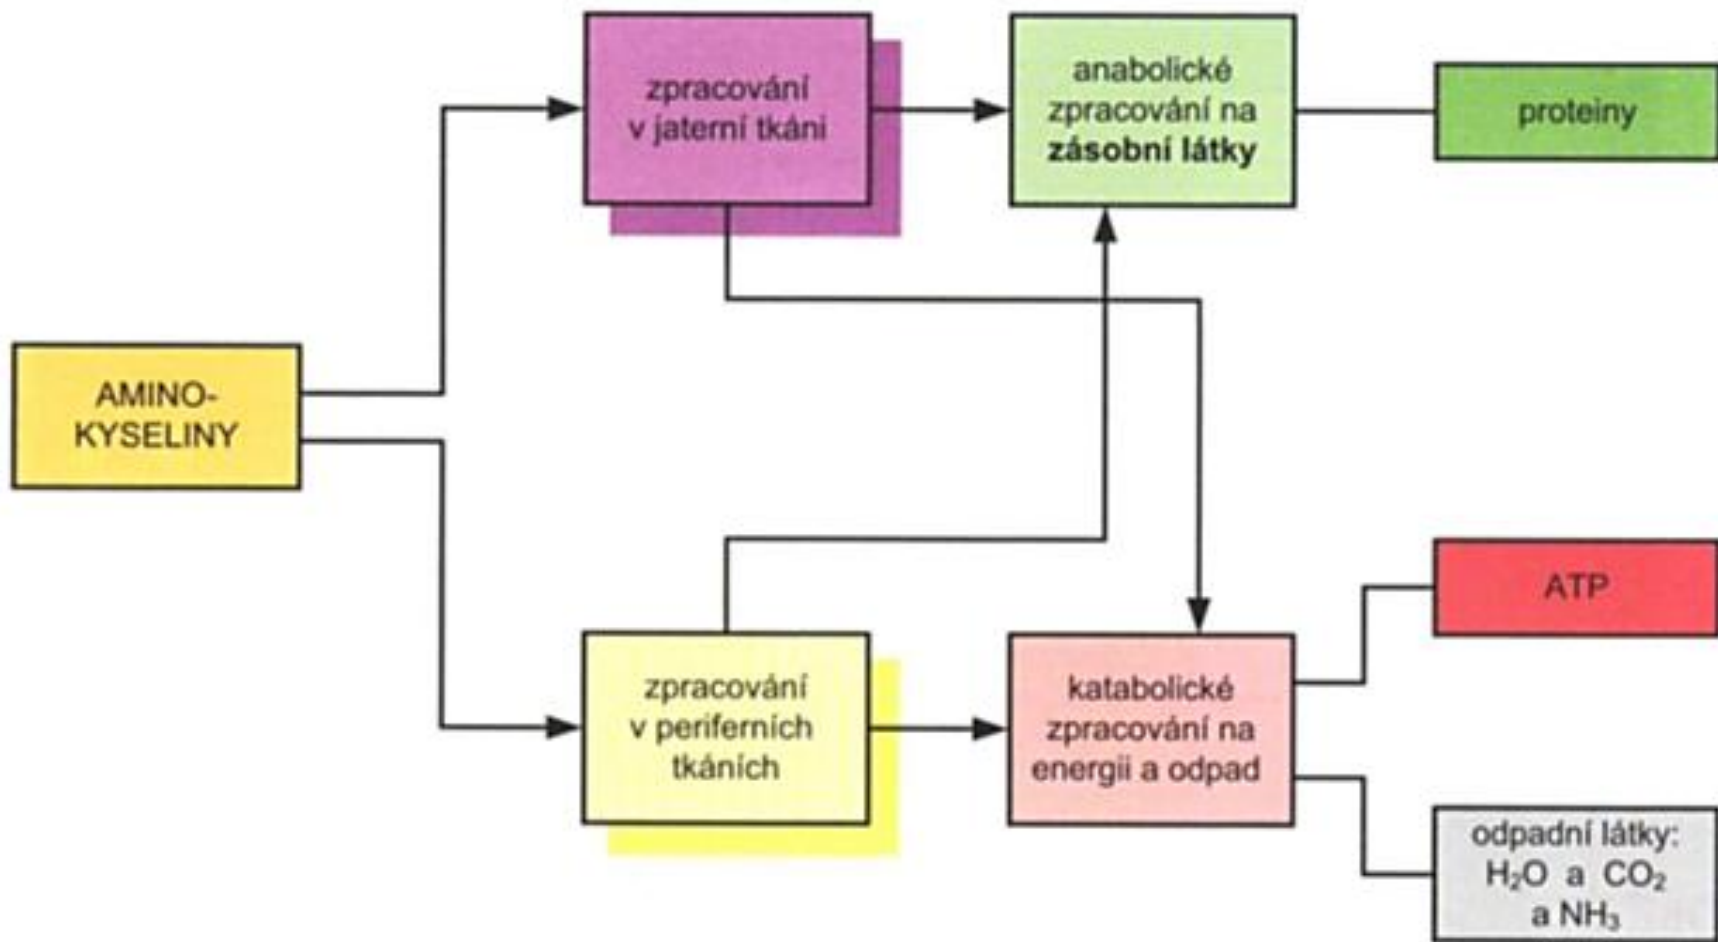 zpracování
v jaterní tkáni
anabolické
zpracování na
zásobní látky
proteiny
AMINO-
KYSELINY
zpracování
v periferních
tkáních
katabolické
zpracování na
energii a odpad
ATP
odpadní látky:
H₂O a CO₂
a NH₃